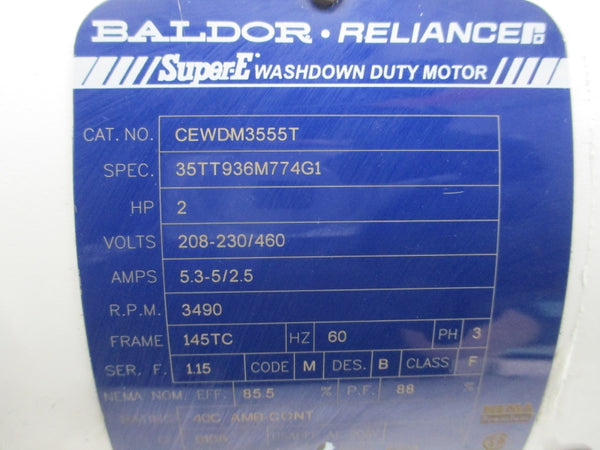 BALDOR • RELIANCE
Super-E WASHDOWN DUTY MOTOR
CAT. NO. CEWDM3555T
SPEC. 35TT936M774G1
HP 2
VOLTS 208-230/460
AMPS 5.3-5/2.5
R.P.M. 3490
FRAME 145TC HZ 60 PH 3
SER. F. 1.15 CODE M DES. B CLASS F
NEMA NOM. EFF. 85.5 % P.F. 88 %
RATING 40C AMB-CONT